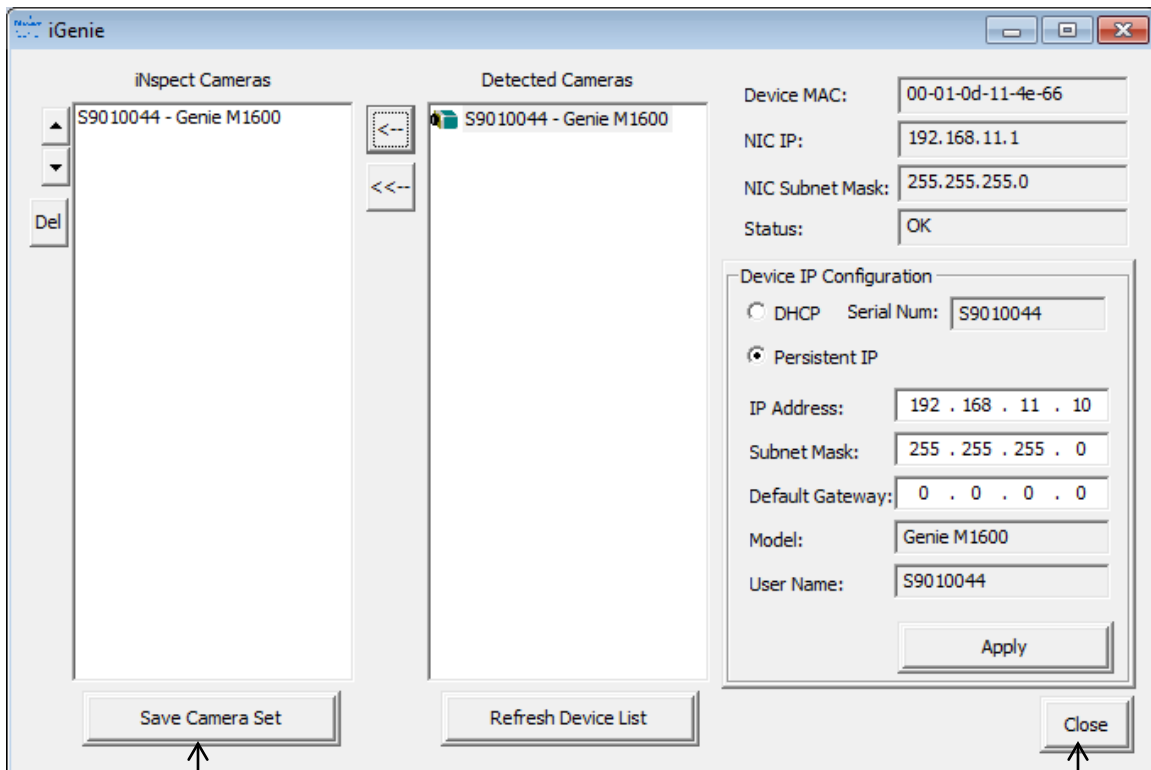 iGenie
iNspect Cameras
Detected Cameras
S9010044 - Genie M1600
<--
<<--
Del
S9010044 - Genie M1600
Device MAC: 00-01-0d-11-4e-66
NIC IP: 192.168.11.1
NIC Subnet Mask: 255.255.255.0
Status: OK
Device IP Configuration
DHCP Serial Num: S9010044
Persistent IP
IP Address: 192 . 168 . 11 . 10
Subnet Mask: 255 . 255 . 255 . 0
Default Gateway: 0 . 0 . 0 . 0
Model: Genie M1600
User Name: S9010044
Apply
Save Camera Set
Refresh Device List
Close